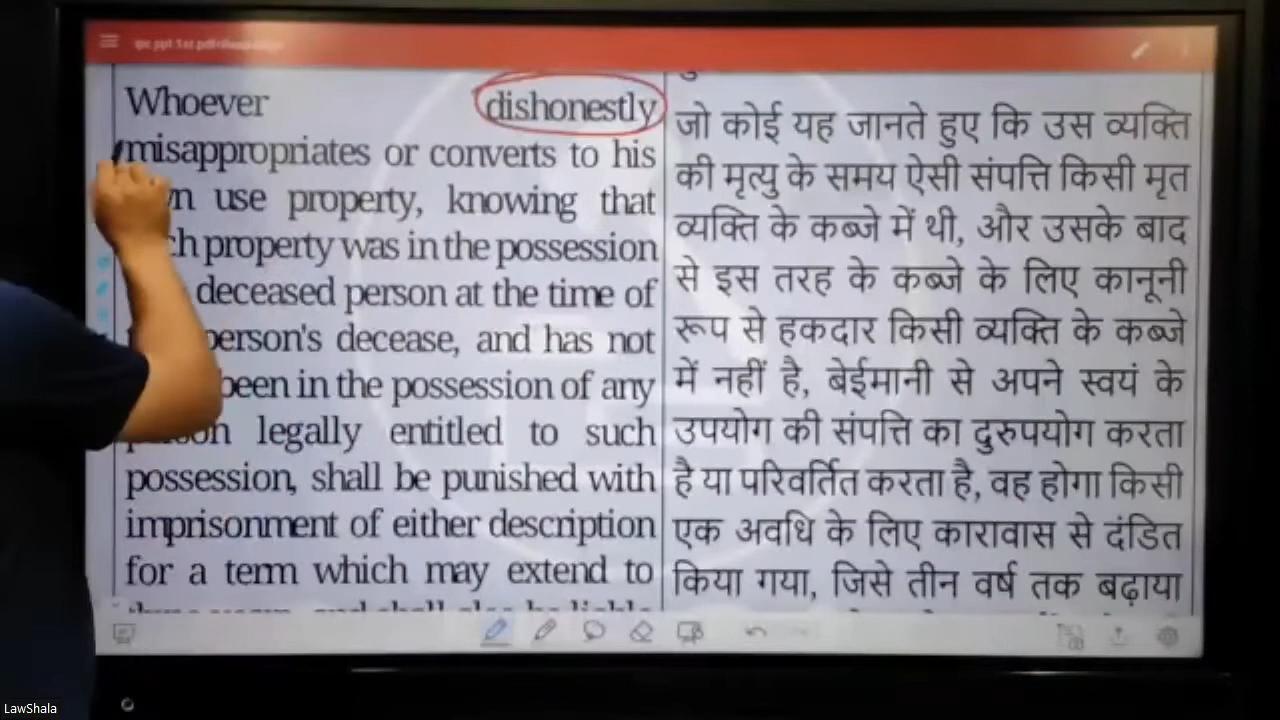 Whoever dishonestly
misappropriates or converts to his
use property, knowing that
property was in the possession
deceased person at the time of
person's decease, and has not
been in the possession of any
person legally entitled to such
possession, shall be punished with
imprisonment of either description
for a term which may extend to
जो कोई यह जानते हुए कि उस व्यक्ति
की मृत्यु के समय ऐसी संपत्ति किसी मृत
व्यक्ति के कब्जे में थी, और उसके बाद
से इस तरह के कब्जे के लिए कानूनी
रूप से हकदार किसी व्यक्ति के कब्जे
में नहीं है, बेईमानी से अपने स्वयं के
उपयोग की संपत्ति का दुरुपयोग करता
है या परिवर्तित करता है, वह होगा किसी
एक अवधि के लिए कारावास से दंडित
किया गया, जिसे तीन वर्ष तक बढ़ाया
LawShala